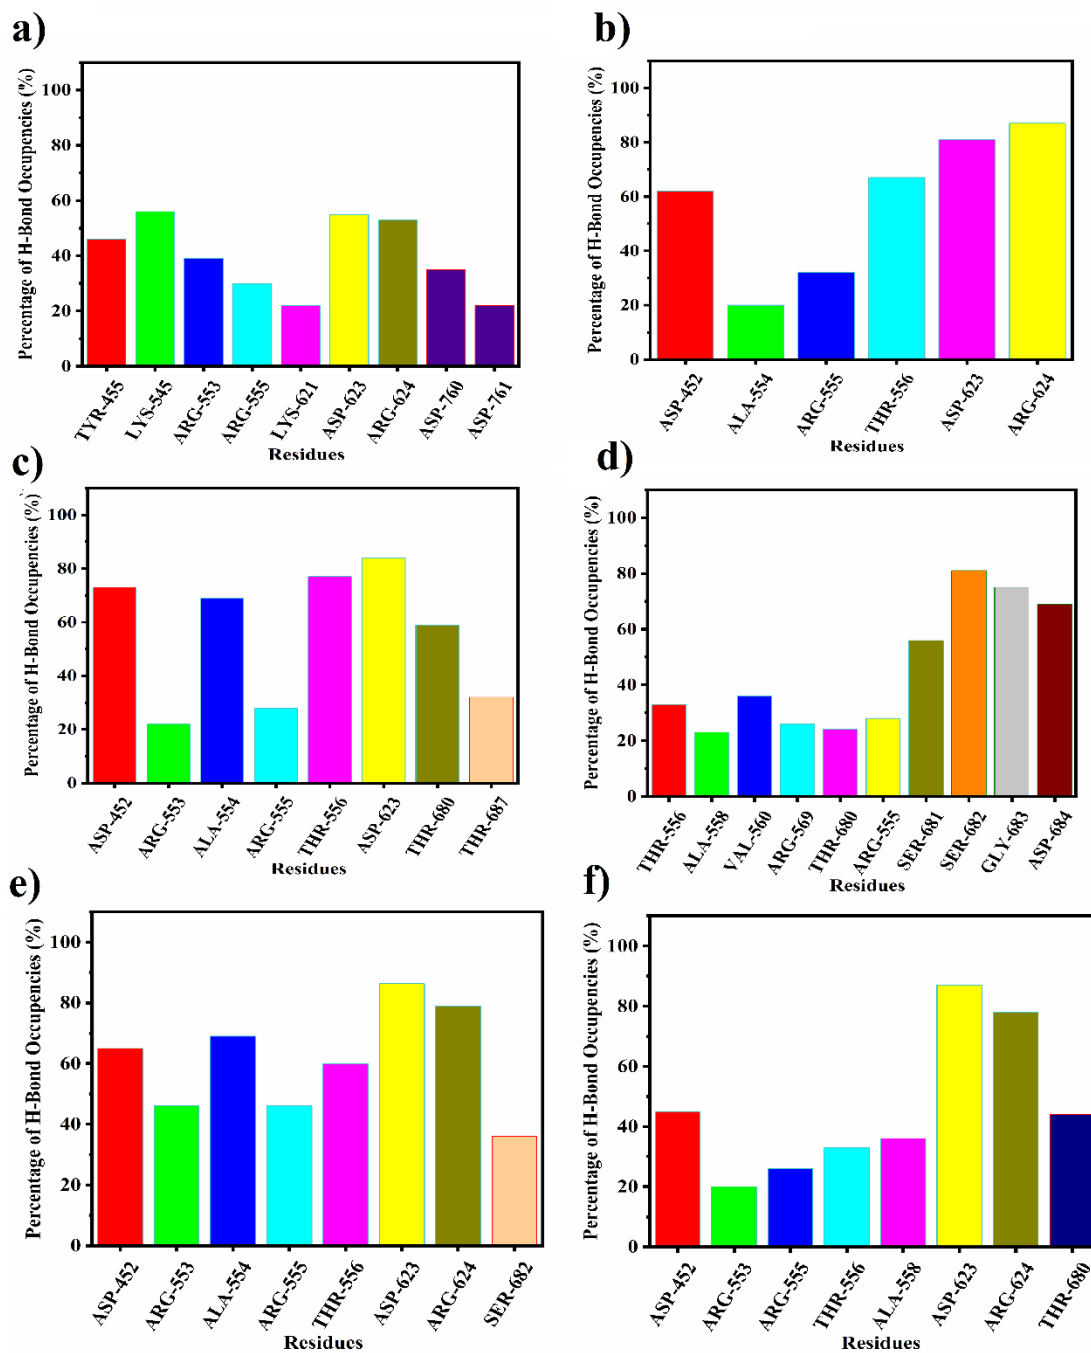 a)
Percentage of H-Bond Occupencies (%)
100
80
60
40
20
0
TYR-455
LYS-545
ARG-553
ARG-555
LYS-621
ASP-623
ARG-624
ASP-760
ASP-761
Residues
b)
Percentage of H-Bond Occupencies (%)
100
80
60
40
20
0
ASP-452
ALA-554
ARG-555
THR-556
ASP-623
ARG-624
Residues
c)
Percentage of H-Bond Occupencies (%)
100
80
60
40
20
0
ASP-452
ARG-553
ALA-554
ARG-555
THR-556
ASP-623
THR-680
THR-687
Residues
d)
Percentage of H-Bond Occupencies (%)
100
80
60
40
20
0
THR-556
ALA-558
VAL-560
ARG-569
THR-680
ARG-555
SER-681
SER-682
GLY-683
ASP-684
Residues
e)
Percentage of H-Bond Occupencies (%)
100
80
60
40
20
0
ASP-452
ARG-553
ALA-554
ARG-555
THR-556
ASP-623
ARG-624
SER-682
Residues
f)
Percentage of H-Bond Occupencies (%)
100
80
60
40
20
0
ASP-452
ARG-553
ARG-555
THR-556
ALA-558
ASP-623
ARG-624
THR-680
Residues